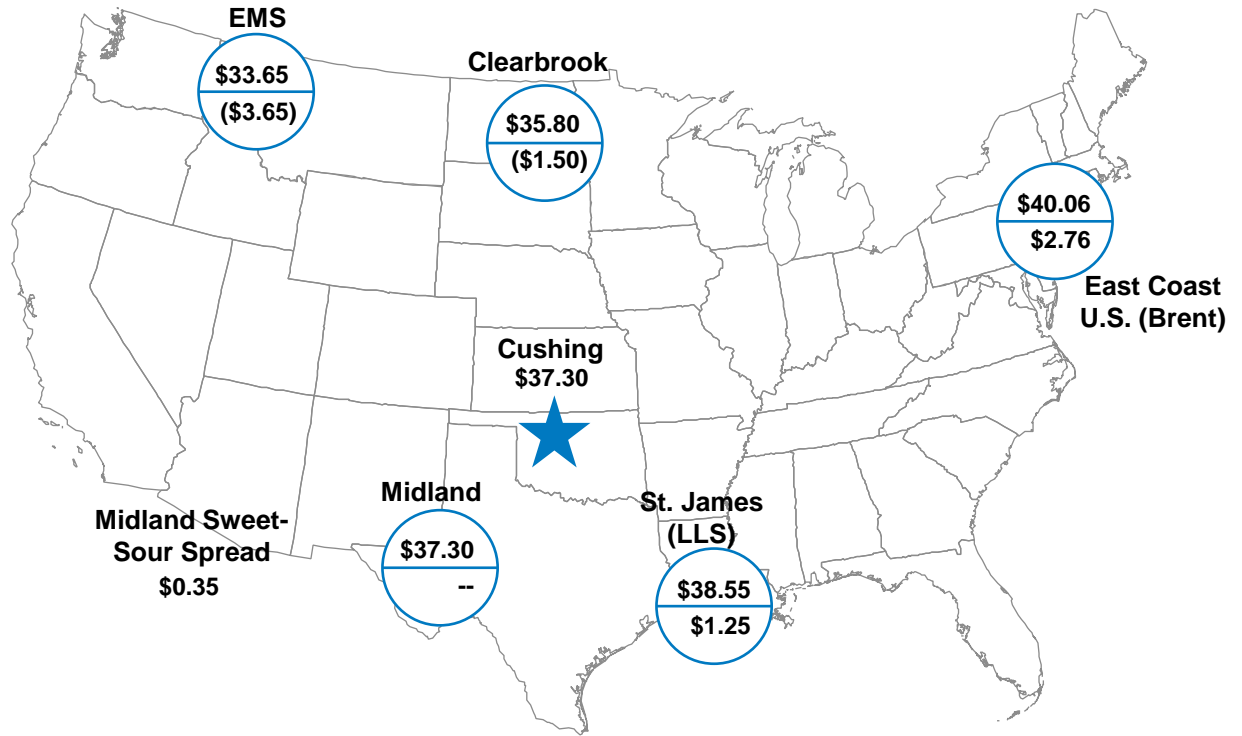 EMS
$33.65
($3.65)
Clearbrook
$35.80
($1.50)
$40.06
$2.76
East Coast
U.S. (Brent)
Cushing
$37.30
Midland
$37.30
--
Midland Sweet-
Sour Spread
$0.35
St. James
(LLS)
$38.55
$1.25